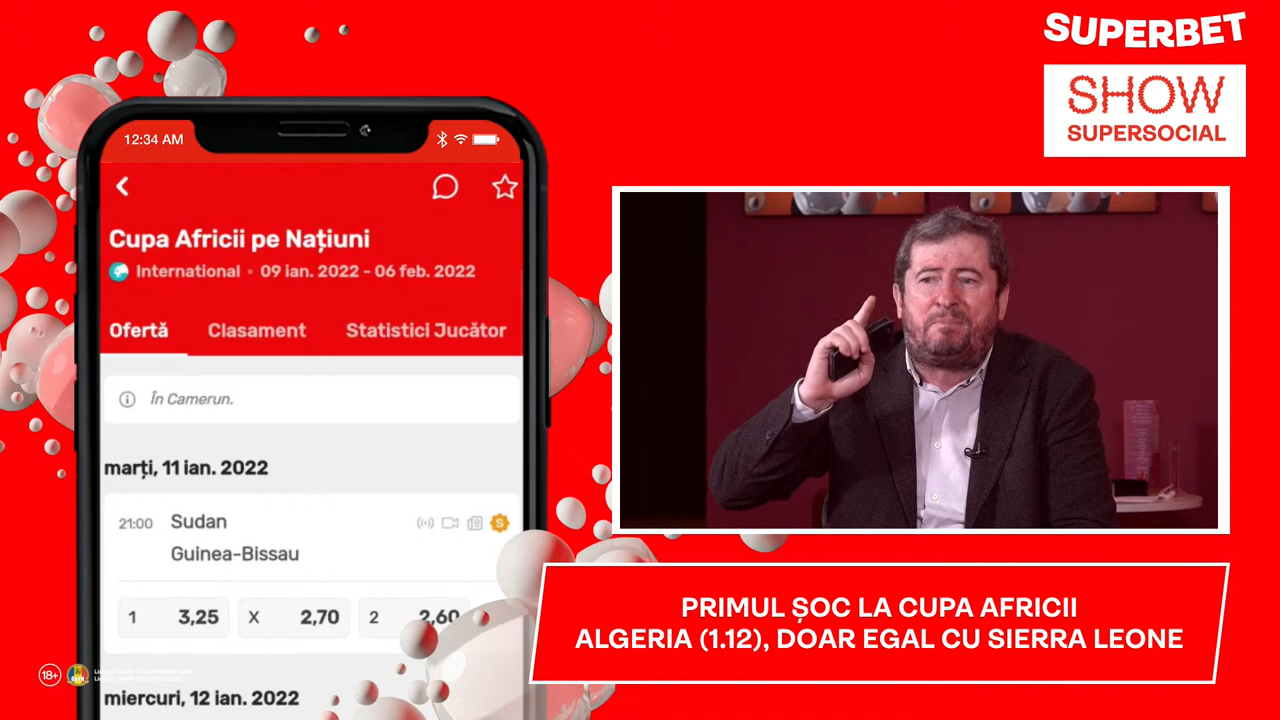 SUPERBET
SHOW
SUPERSOCIAL
12:34 AM
Cupa Africii pe Națiuni
International • 09 ian. 2022 - 06 feb. 2022
Ofertă Clasament Statistici Jucător
În Camerun.
marți, 11 ian. 2022
21:00 Sudan
S
Guinea-Bissau
1 3,25 X 2,70 2 2,60
miercuri, 12 ian. 2022
18+
PRIMUL ȘOC LA CUPA AFRICII
ALGERIA (1.12), DOAR EGAL CU SIERRA LEONE